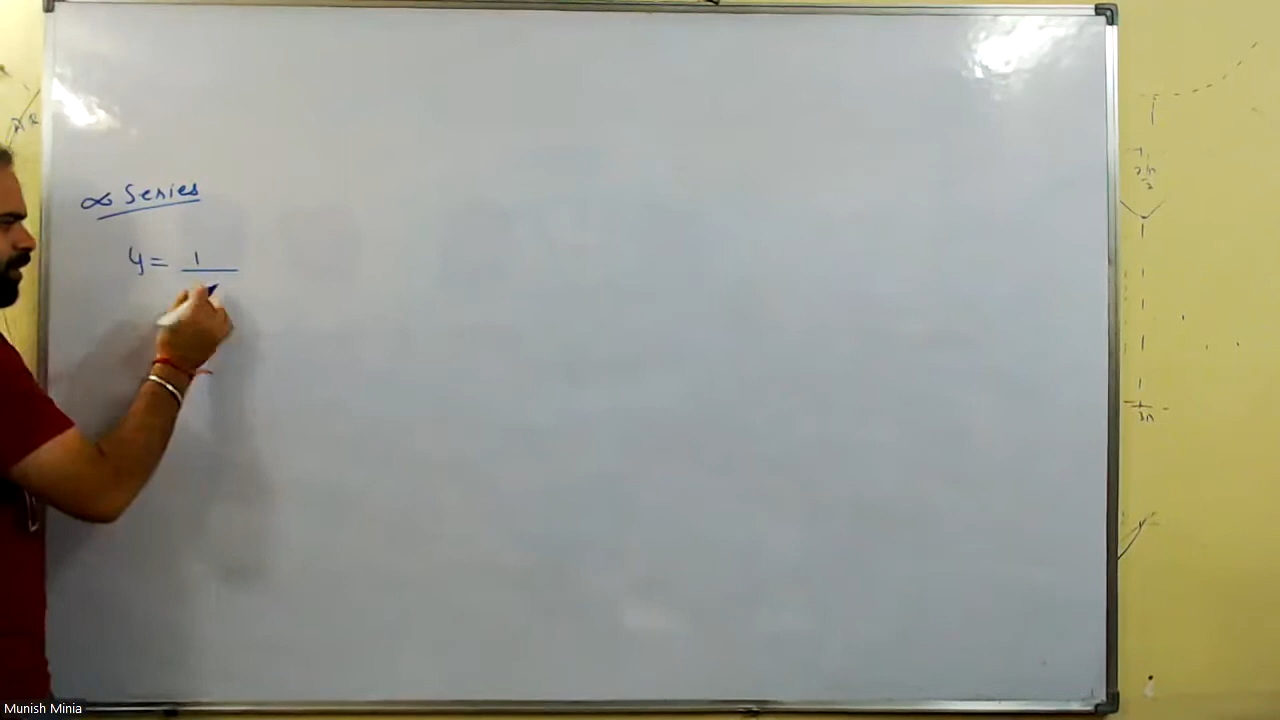 ∝ Series
y = 1
Munish Minia